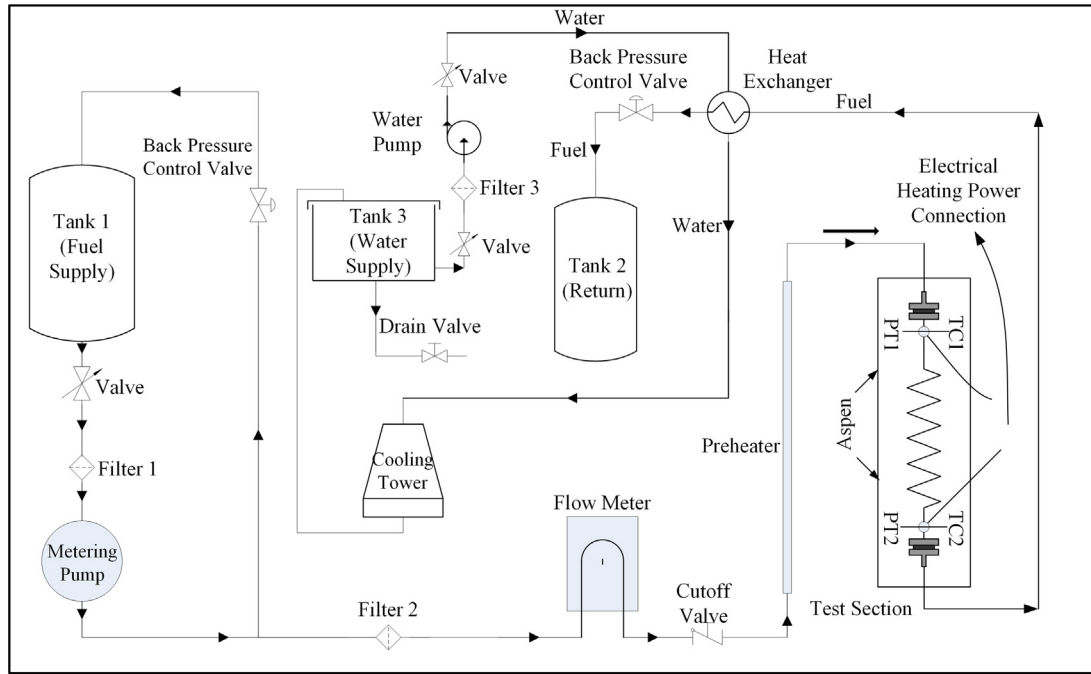 Water
Valve
Back Pressure
Control Valve
Heat
Exchanger
Fuel
Water
Pump
Back Pressure
Control Valve
Fuel
Electrical
Heating Power
Connection
Filter 3
Tank 1
(Fuel
Supply)
Tank 3
(Water
Supply)
Valve
Water
Tank 2
(Return)
Drain Valve
PT1
TC1
Valve
Aspen
Preheater
Filter 1
Cooling
Tower
Flow Meter
PT2
TC2
Metering
Pump
Filter 2
Cutoff
Valve
Test Section